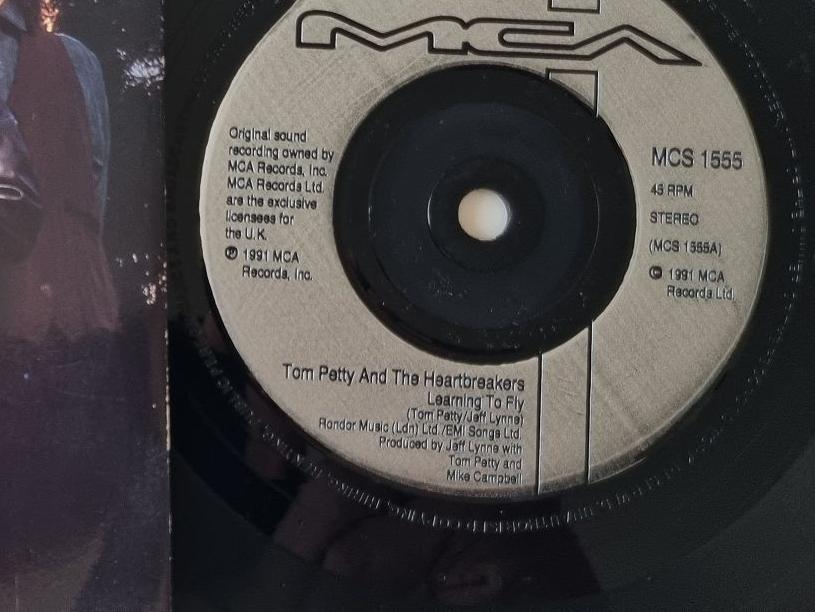 MCA
Original sound
recording owned by
MCA Records, Inc.
MCA Records Ltd.
are the exclusive
licensees for
the U.K.
℗ 1991 MCA
Records, Inc.
MCS 1555
45 RPM
STEREO
(MCS 1555A)
© 1991 MCA
Records Ltd.
Tom Petty And The Heartbreakers
Learning To Fly
(Tom Petty/Jeff Lynne)
Rondor Music (Ldn) Ltd./EMI Songs Ltd.
Produced by Jeff Lynne with
Tom Petty and
Mike Campbell